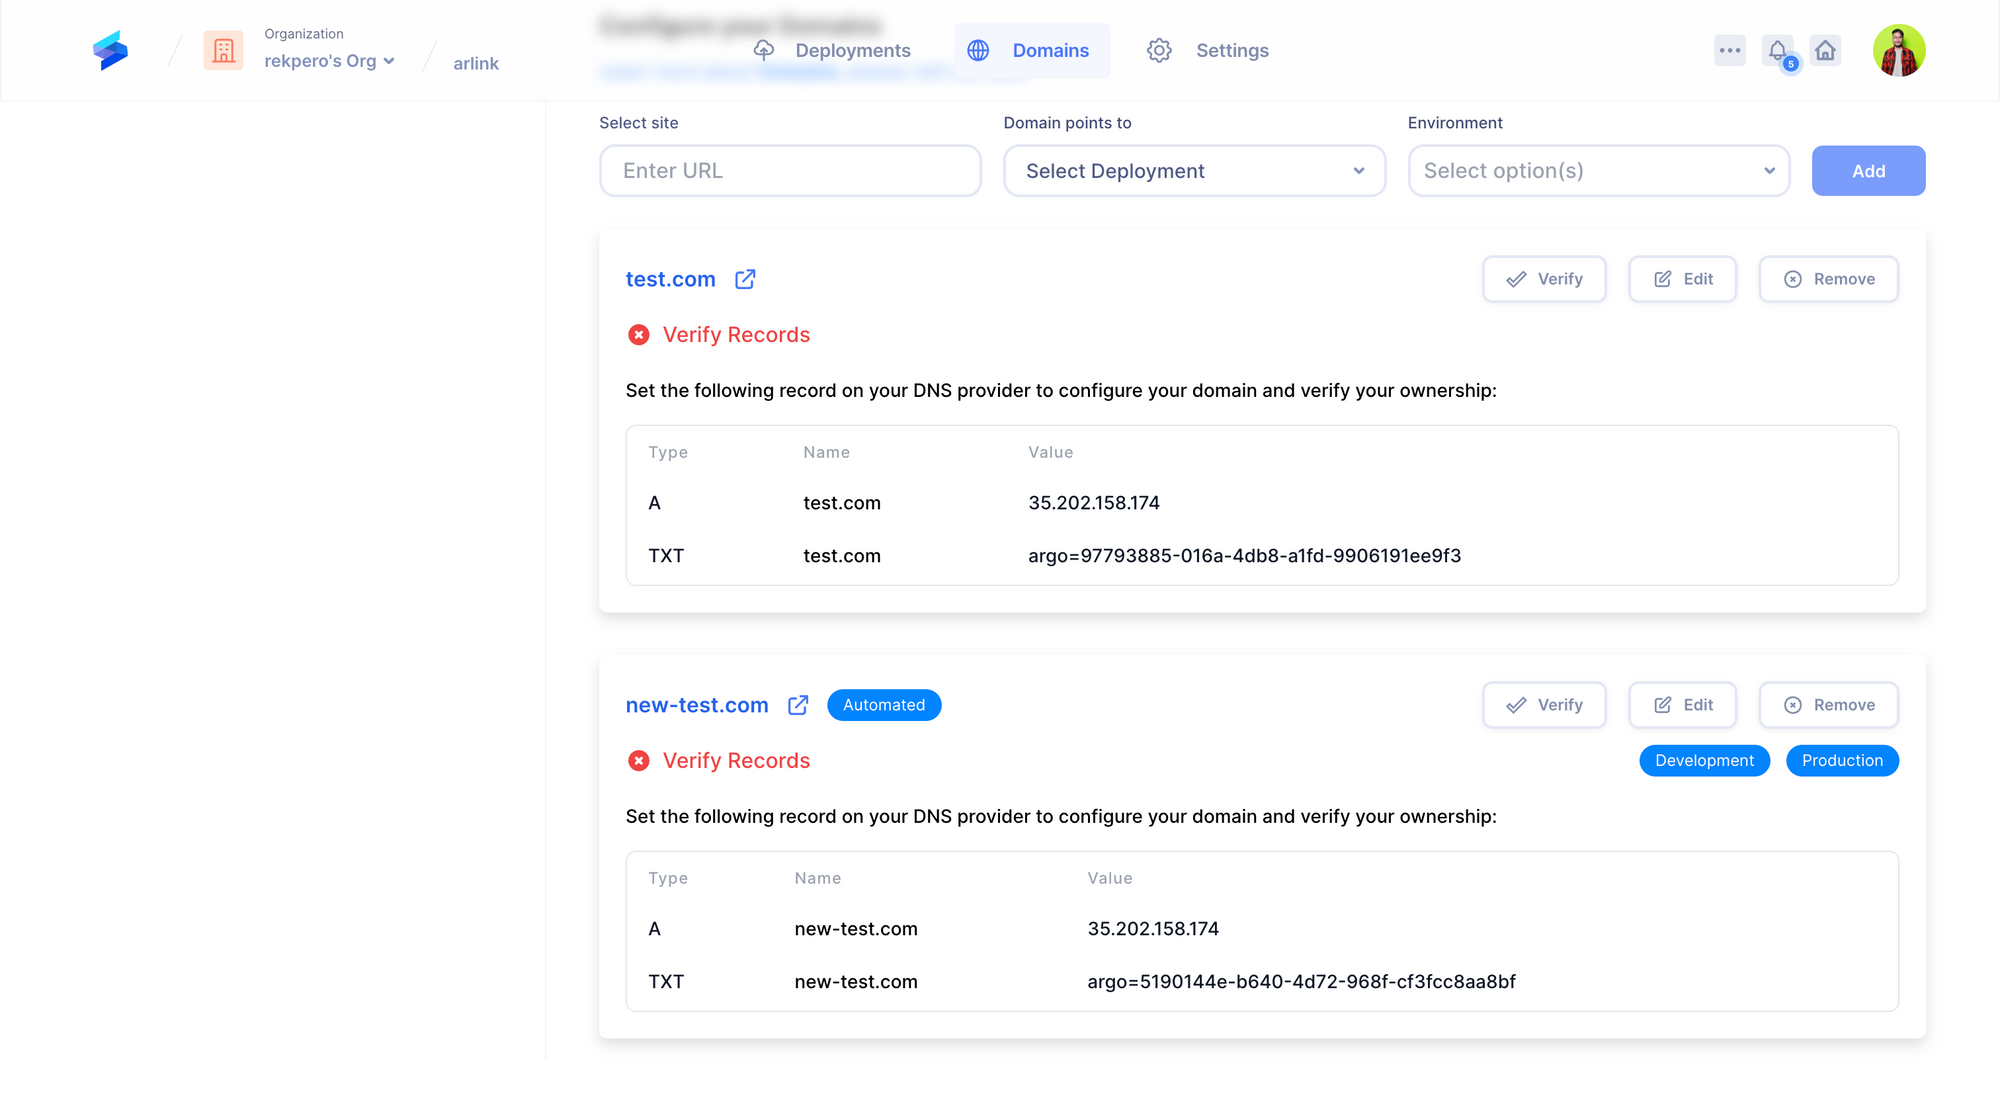 Organization
rekpero's Org
arlink
Deployments
Domains
Settings
5
Select site
Domain points to
Environment
Enter URL
Select Deployment
Select option(s)
Add
test.com
Verify
Edit
Remove
Verify Records
Set the following record on your DNS provider to configure your domain and verify your ownership:
Type Name Value
A test.com 35.202.158.174
TXT test.com argo=97793885-016a-4db8-a1fd-9906191ee9f3
new-test.com
Automated
Verify
Edit
Remove
Verify Records
Development
Production
Set the following record on your DNS provider to configure your domain and verify your ownership:
Type Name Value
A new-test.com 35.202.158.174
TXT new-test.com argo=5190144e-b640-4d72-968f-cf3fcc8aa8bf